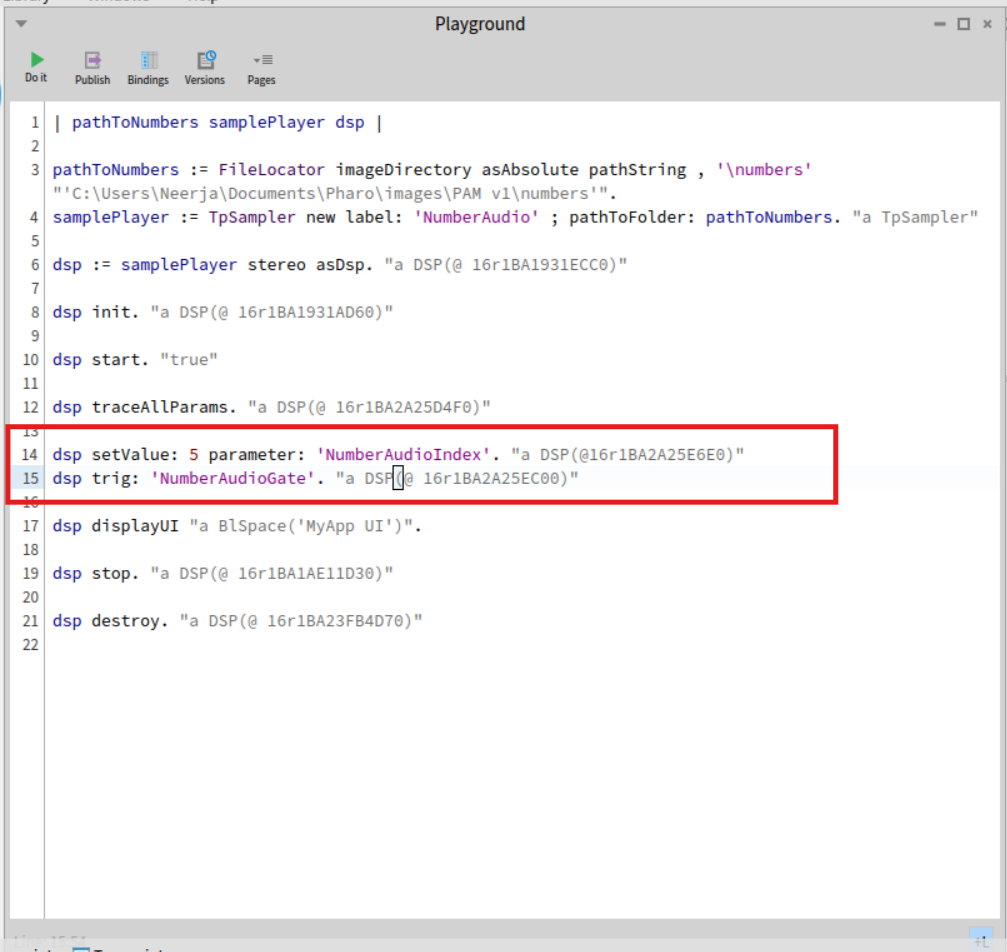 Playground
Do it Publish Bindings Versions Pages
1 | pathToNumbers samplePlayer dsp |
2
3 pathToNumbers := FileLocator imageDirectory asAbsolute pathString , '\numbers'
"'C:\Users\Neerja\Documents\Pharo\images\PAM v1\numbers'".
4 samplePlayer := TpSampler new label: 'NumberAudio' ; pathToFolder: pathToNumbers. "a TpSampler"
5
6 dsp := samplePlayer stereo asDsp. "a DSP(@ 16r1BA1931ECC0)"
7
8 dsp init. "a DSP(@ 16r1BA1931AD60)"
9
10 dsp start. "true"
11
12 dsp traceAllParams. "a DSP(@ 16r1BA2A25D4F0)"
13
14 dsp setValue: 5 parameter: 'NumberAudioIndex'. "a DSP(@16r1BA2A25E6E0)"
15 dsp trig: 'NumberAudioGate'. "a DSP(@ 16r1BA2A25EC00)"
16
17 dsp displayUI "a BlSpace('MyApp UI')".
18
19 dsp stop. "a DSP(@ 16r1BA1AE11D30)"
20
21 dsp destroy. "a DSP(@ 16r1BA23FB4D70)"
22
+L